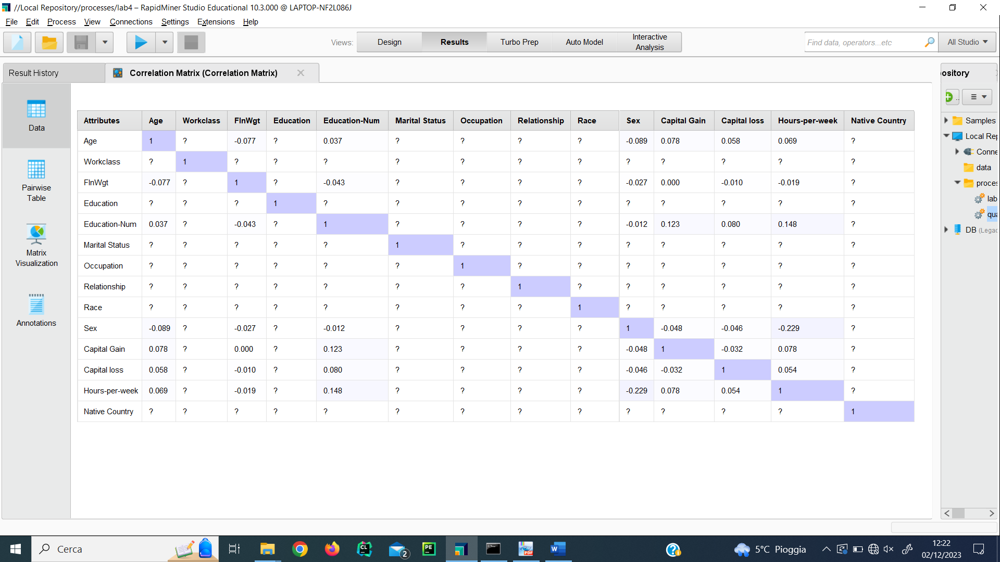 //Local Repository/processes/lab4 – RapidMiner Studio Educational 10.3.000 @ LAPTOP-NF2L086J
File Edit Process View Connections Settings Extensions Help
Views: Design Results Turbo Prep Auto Model Interactive Analysis
Find data, operators...etc All Studio
Result History Correlation Matrix (Correlation Matrix) ository
Data
Pairwise Table
Matrix Visualization
Annotations
Attributes Age Workclass FlnWgt Education Education-Num Marital Status Occupation Relationship Race Sex Capital Gain Capital loss Hours-per-week Native Country
Age 1 ? -0.077 ? 0.037 ? ? ? ? -0.089 0.078 0.058 0.069 ?
Workclass ? 1 ? ? ? ? ? ? ? ? ? ? ? ?
FlnWgt -0.077 ? 1 ? -0.043 ? ? ? ? -0.027 0.000 -0.010 -0.019 ?
Education ? ? ? 1 ? ? ? ? ? ? ? ? ? ?
Education-Num 0.037 ? -0.043 ? 1 ? ? ? ? -0.012 0.123 0.080 0.148 ?
Marital Status ? ? ? ? ? 1 ? ? ? ? ? ? ? ?
Occupation ? ? ? ? ? ? 1 ? ? ? ? ? ? ?
Relationship ? ? ? ? ? ? ? 1 ? ? ? ? ? ?
Race ? ? ? ? ? ? ? ? 1 ? ? ? ? ?
Sex -0.089 ? -0.027 ? -0.012 ? ? ? ? 1 -0.048 -0.046 -0.229 ?
Capital Gain 0.078 ? 0.000 ? 0.123 ? ? ? ? -0.048 1 -0.032 0.078 ?
Capital loss 0.058 ? -0.010 ? 0.080 ? ? ? ? -0.046 -0.032 1 0.054 ?
Hours-per-week 0.069 ? -0.019 ? 0.148 ? ? ? ? -0.229 0.078 0.054 1 ?
Native Country ? ? ? ? ? ? ? ? ? ? ? ? ? 1
Samples
Local Rep
Conne
data
proces
lab
qua
DB (Legac
Cerca
CL
2
PE
PDF
W
5°C Pioggia
12:22
02/12/2023